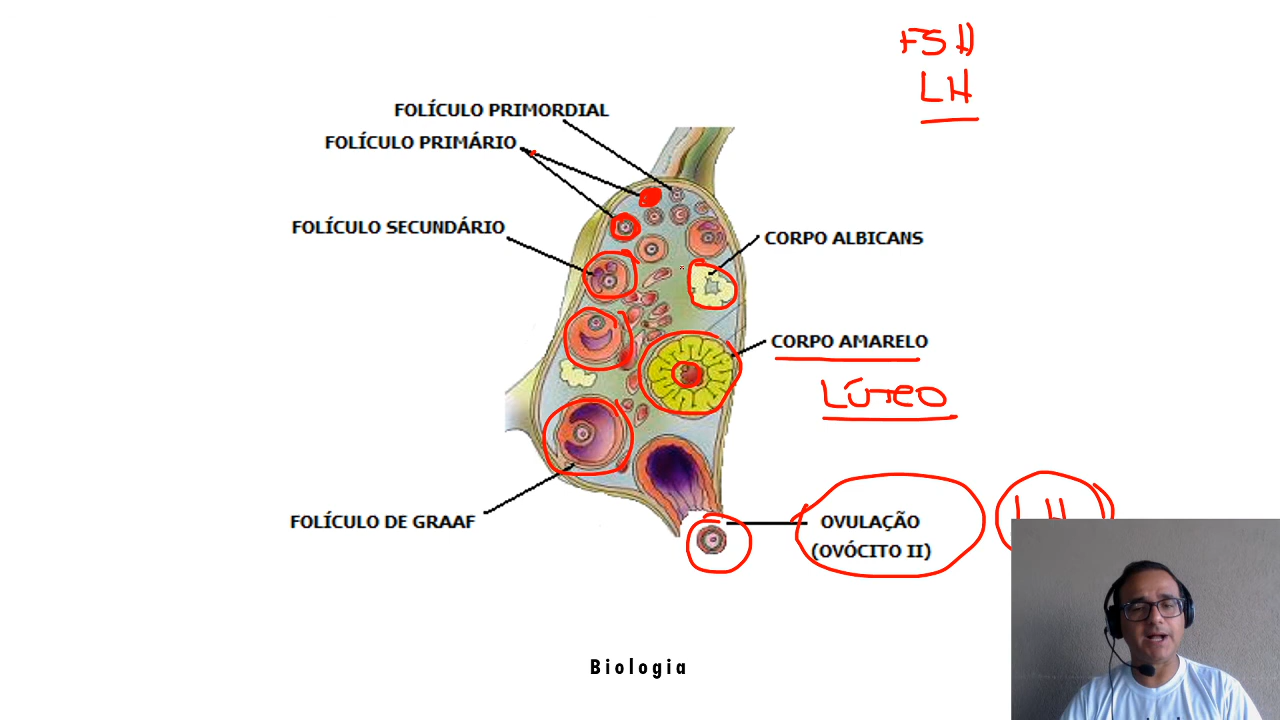 FSH
LH
FOLÍCULO PRIMORDIAL
FOLÍCULO PRIMÁRIO
FOLÍCULO SECUNDÁRIO
CORPO ALBICANS
CORPO AMARELO
LÚTEO
FOLÍCULO DE GRAAF
OVULAÇÃO
(OVÓCITO II)
LH
Biologia